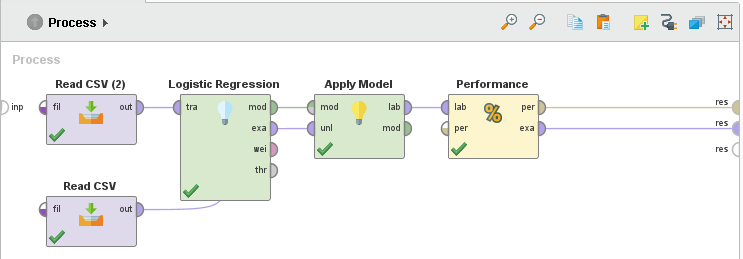 Process
Process
Read CSV (2)
Logistic Regression
Apply Model
Performance
inp
fil
out
tra
mod
mod
lab
lab
per
res
exa
unl
mod
per
exa
res
wei
res
thr
Read CSV
fil
out